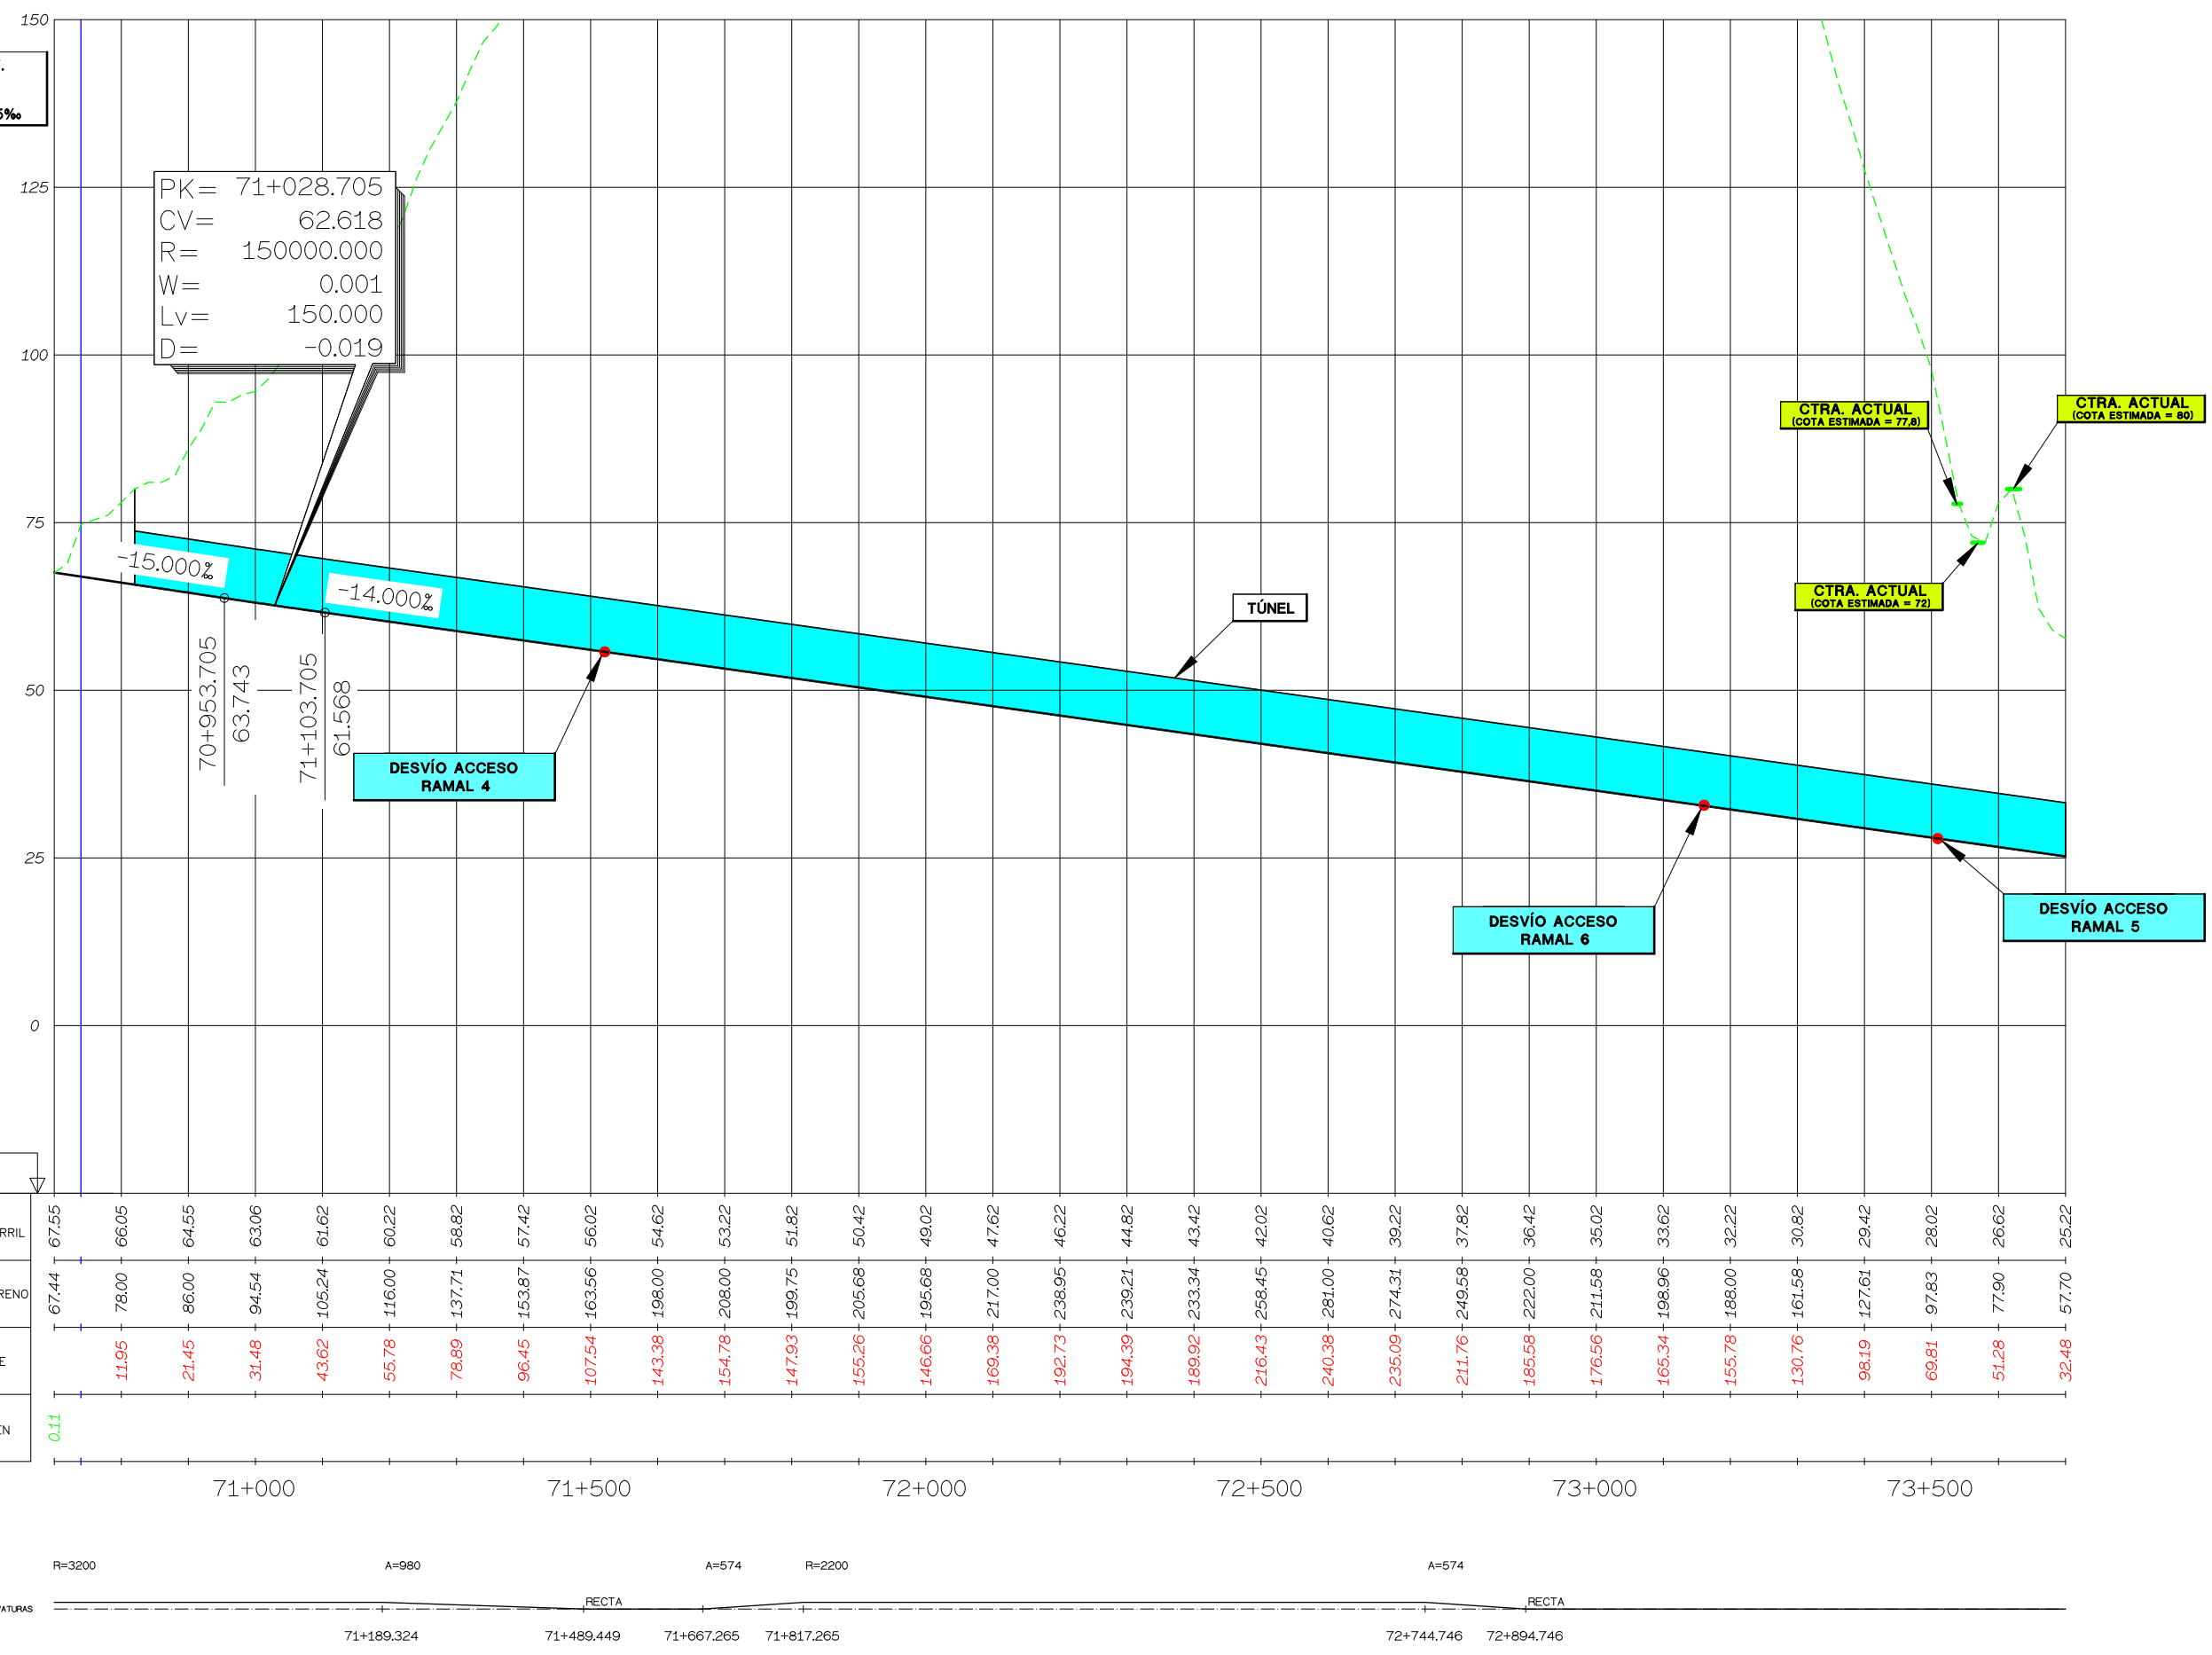 150
125
100
75
50
25
0
5‰
PK= 71+028.705
CV= 62.618
R= 150000.000
W= 0.001
Lv= 150.000
D= -0.019
-15.000‰
-14.000‰
70+953.705
63.743
71+103.705
61.568
DESVÍO ACCESO
RAMAL 4
TÚNEL
CTRA. ACTUAL
(COTA ESTIMADA = 77,8)
CTRA. ACTUAL
(COTA ESTIMADA = 80)
CTRA. ACTUAL
(COTA ESTIMADA = 72)
DESVÍO ACCESO
RAMAL 6
DESVÍO ACCESO
RAMAL 5
RRIL 67.55 66.05 64.55 63.06 61.62 60.22 58.82 57.42 56.02 54.62 53.22 51.82 50.42 49.02 47.62 46.22 44.82 43.42 42.02 40.62 39.22 37.82 36.42 35.02 33.62 32.22 30.82 29.42 28.02 26.62 25.22
RENO 67.44 78.00 86.00 94.54 105.24 116.00 137.71 153.87 163.56 198.00 208.00 199.75 205.68 195.68 217.00 238.95 239.21 233.34 258.45 281.00 274.31 249.58 222.00 211.58 198.96 188.00 161.58 127.61 97.83 77.90 57.70
E 11.95 21.45 31.48 43.62 55.78 78.89 96.45 107.54 143.38 154.78 147.93 155.26 146.66 169.38 192.73 194.39 189.92 216.43 240.38 235.09 211.76 185.58 176.56 165.34 155.78 130.76 98.19 69.81 51.28 32.48
EN 0.11
71+000 71+500 72+000 72+500 73+000 73+500
R=3200 A=980 A=574 R=2200 A=574
VATURAS RECTA RECTA
71+189.324 71+489.449 71+667.265 71+817.265 72+744.746 72+894.746